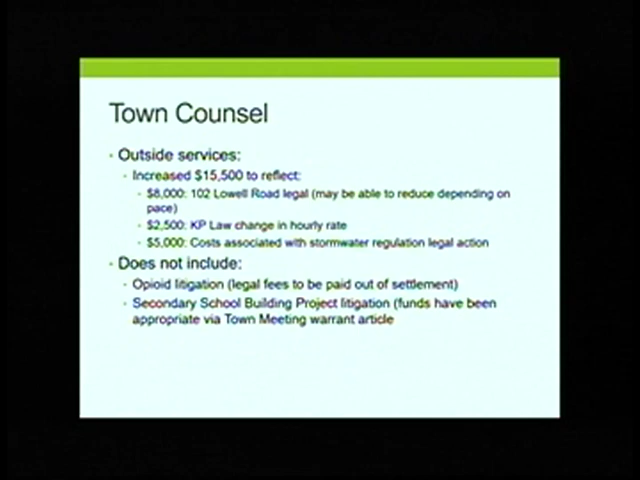 Town Counsel
• Outside services:
• Increased $15,500 to reflect:
• $8,000: 102 Lowell Road legal (may be able to reduce depending on
pace)
• $2,500: KP Law change in hourly rate
• $5,000: Costs associated with stormwater regulation legal action
• Does not include:
• Opioid litigation (legal fees to be paid out of settlement)
• Secondary School Building Project litigation (funds have been
appropriate via Town Meeting warrant article